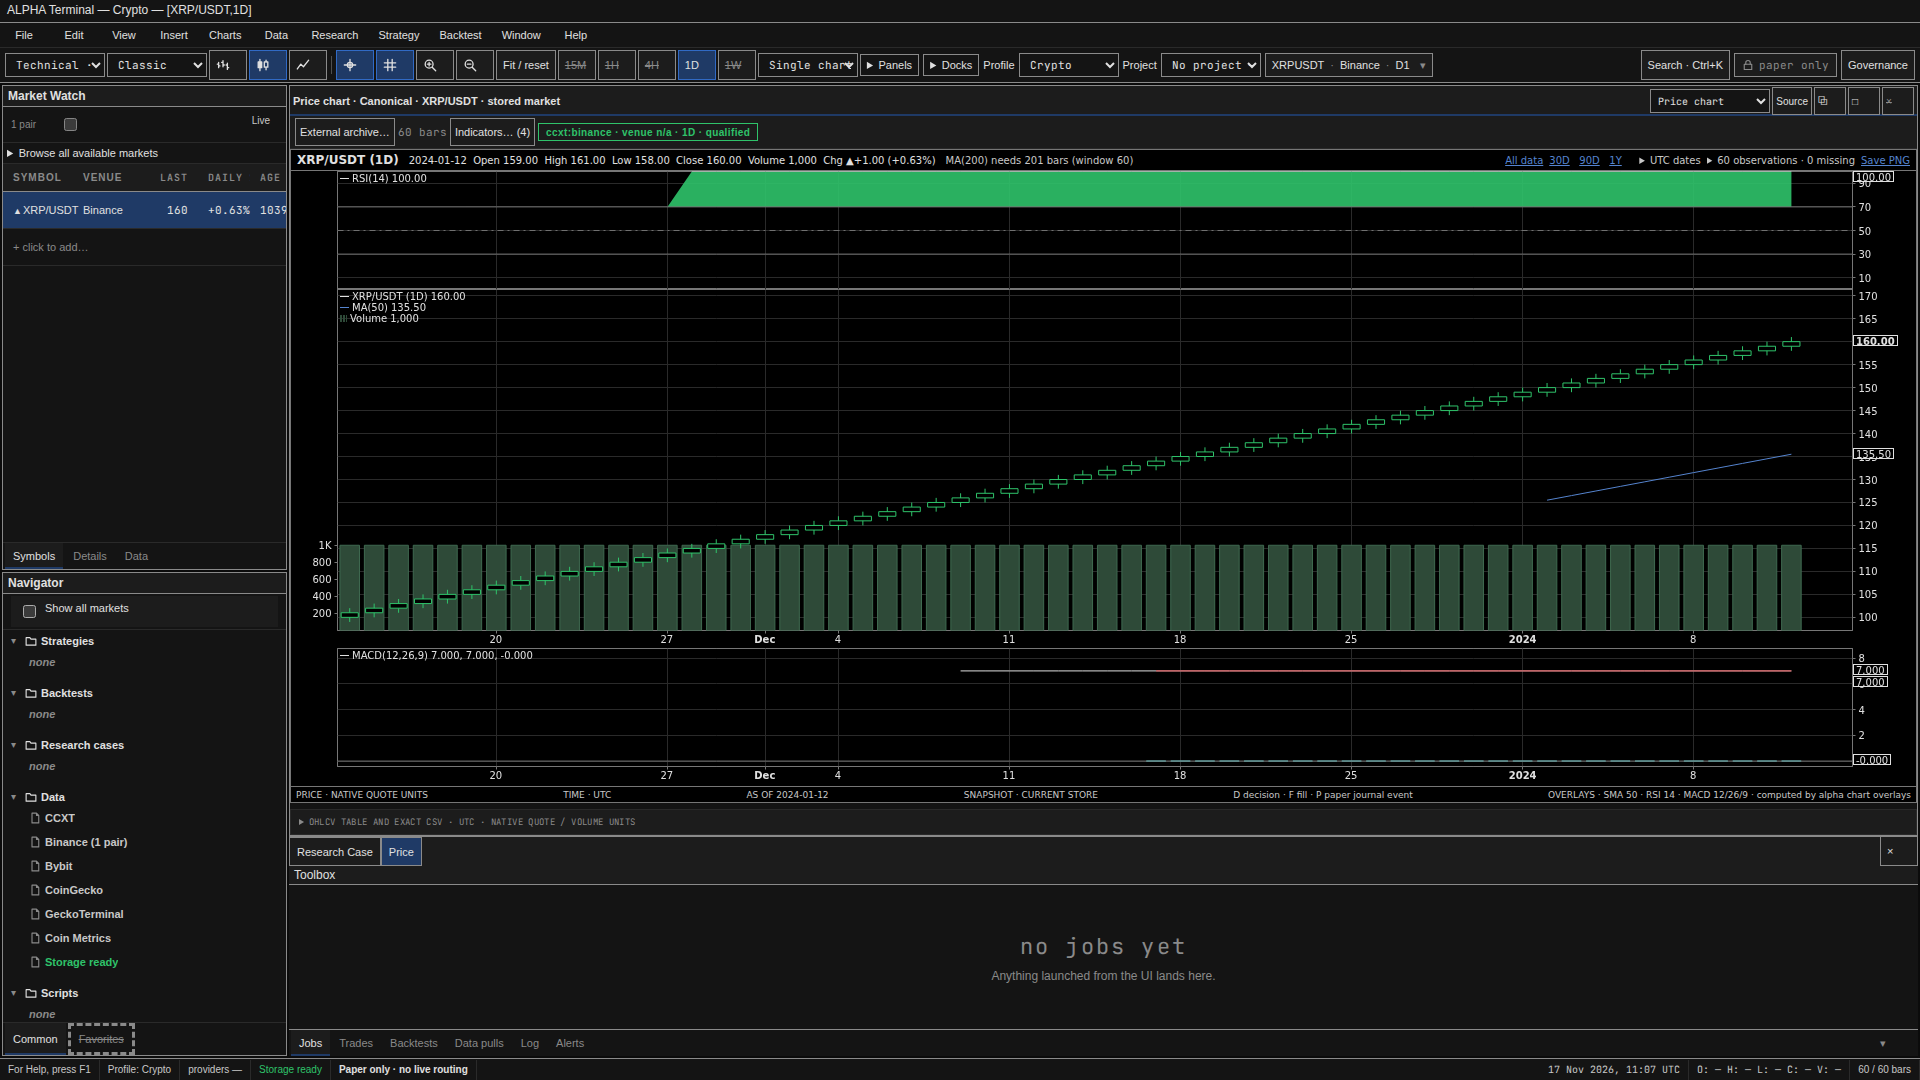 ALPHA Terminal — Crypto — [XRP/USDT,1D]
File Edit View Insert Charts Data Research Strategy Backtest Window Help
Technical Classic Fit / reset 15M 1H 4H 1D 1W Single chart Panels Docks Profile Crypto Project No project XRPUSDT · Binance · D1 Search · Ctrl+K paper only Governance
Market Watch
1 pair Live
Browse all available markets
SYMBOL VENUE LAST DAILY AGE
▲ XRP/USDT Binance 160 +0.63% 1039
+ click to add…
Symbols Details Data
Navigator
Show all markets
Strategies
none
Backtests
none
Research cases
none
Data
CCXT
Binance (1 pair)
Bybit
CoinGecko
GeckoTerminal
Coin Metrics
Storage ready
Scripts
none
Common Favorites
Price chart · Canonical · XRP/USDT · stored market Price chart Source
External archive… 60 bars Indicators… (4) ccxt:binance · venue n/a · 1D · qualified
XRP/USDT (1D) 2024-01-12 Open 159.00 High 161.00 Low 158.00 Close 160.00 Volume 1,000 Chg ▲+1.00 (+0.63%) MA(200) needs 201 bars (window 60) All data 30D 90D 1Y UTC dates 60 observations · 0 missing Save PNG
RSI(14) 100.00
100.00
90
70
50
30
10
XRP/USDT (1D) 160.00
MA(50) 135.50
Volume 1,000
170
165
160.00
155
150
145
140
135.50
130
125
120
115
110
105
100
1K
800
600
400
200
20 27 Dec 4 11 18 25 2024 8
MACD(12,26,9) 7.000, 7.000, -0.000
8
7.000
7.000
4
2
-0.000
20 27 Dec 4 11 18 25 2024 8
PRICE · NATIVE QUOTE UNITS TIME · UTC AS OF 2024-01-12 SNAPSHOT · CURRENT STORE D decision · F fill · P paper journal event OVERLAYS · SMA 50 · RSI 14 · MACD 12/26/9 · computed by alpha chart overlays
OHLCV TABLE AND EXACT CSV · UTC · NATIVE QUOTE / VOLUME UNITS
Research Case Price ×
Toolbox
no jobs yet
Anything launched from the UI lands here.
Jobs Trades Backtests Data pulls Log Alerts
For Help, press F1 Profile: Crypto providers — Storage ready Paper only · no live routing 17 Nov 2026, 11:07 UTC O: — H: — L: — C: — V: — 60 / 60 bars